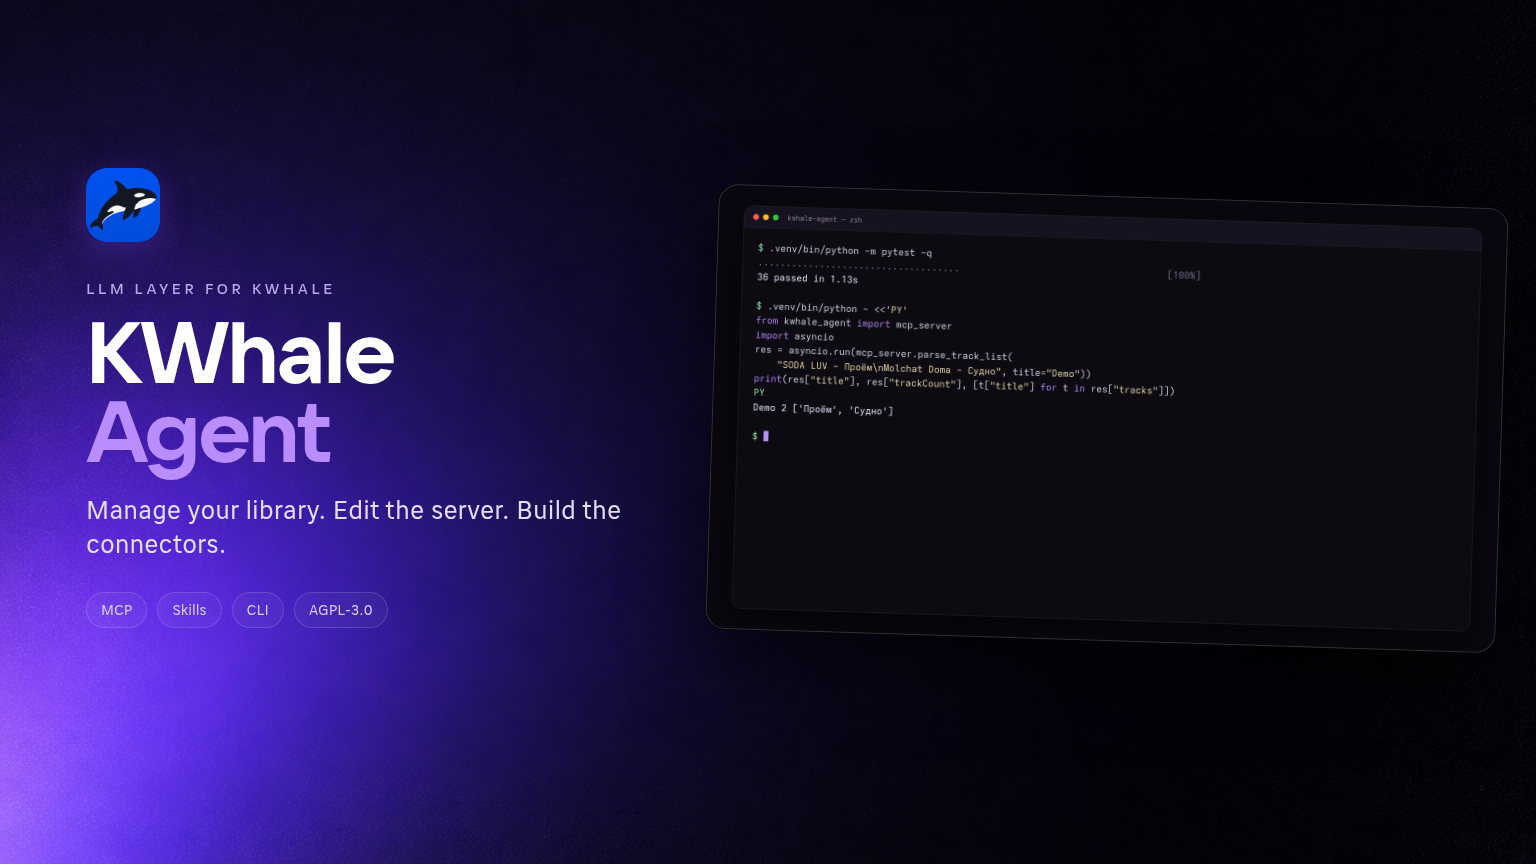 LLM LAYER FOR KWHALE
KWhale
Agent
Manage your library. Edit the server. Build the
connectors.
MCP
Skills
CLI
AGPL-3.0
kwhale-agent — zsh
$ .venv/bin/python -m pytest -q
.................................... [100%]
36 passed in 1.13s
$ .venv/bin/python - <<'PY'
from kwhale_agent import mcp_server
import asyncio
res = asyncio.run(mcp_server.parse_track_list(
"SODA LUV - Проём\nMolchat Doma - Судно", title="Demo"))
print(res["title"], res["trackCount"], [t["title"] for t in res["tracks"]])
PY
Demo 2 ['Проём', 'Судно']
$